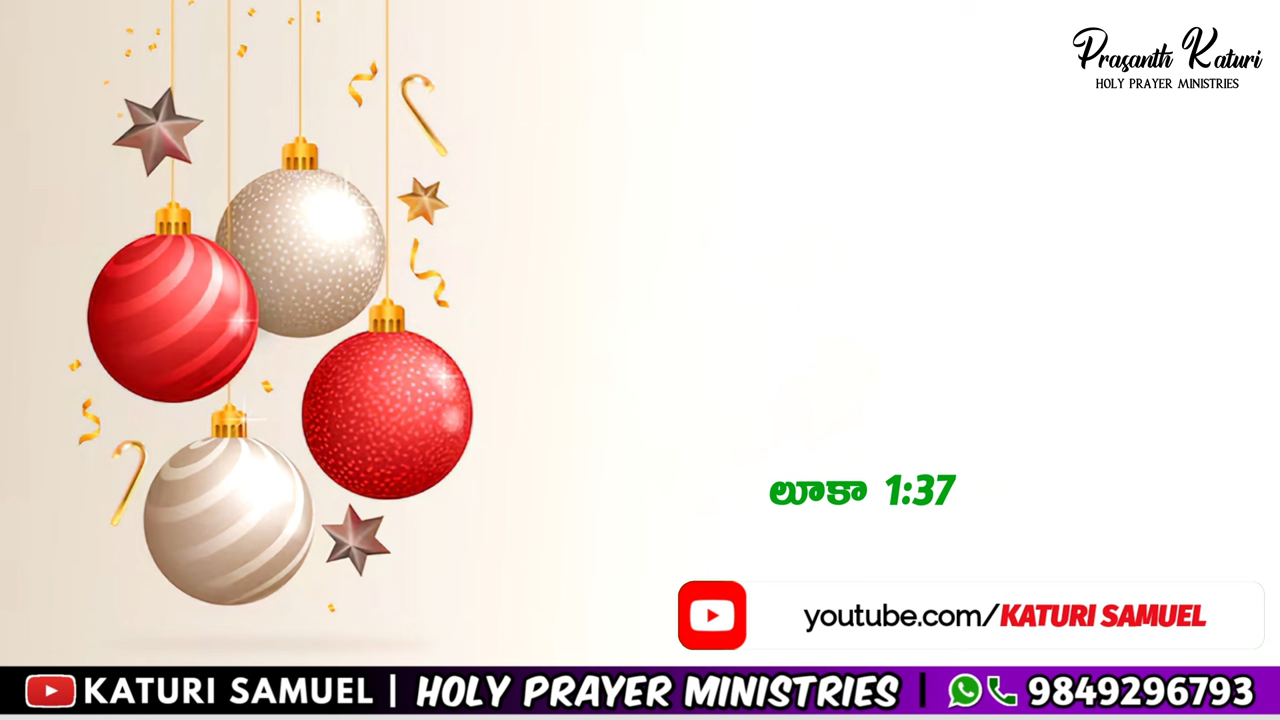 Prasanth Katuri
HOLY PRAYER MINISTRIES
లూకా 1:37
youtube.com/KATURI SAMUEL
KATURI SAMUEL | HOLY PRAYER MINISTRIES | 9849296793